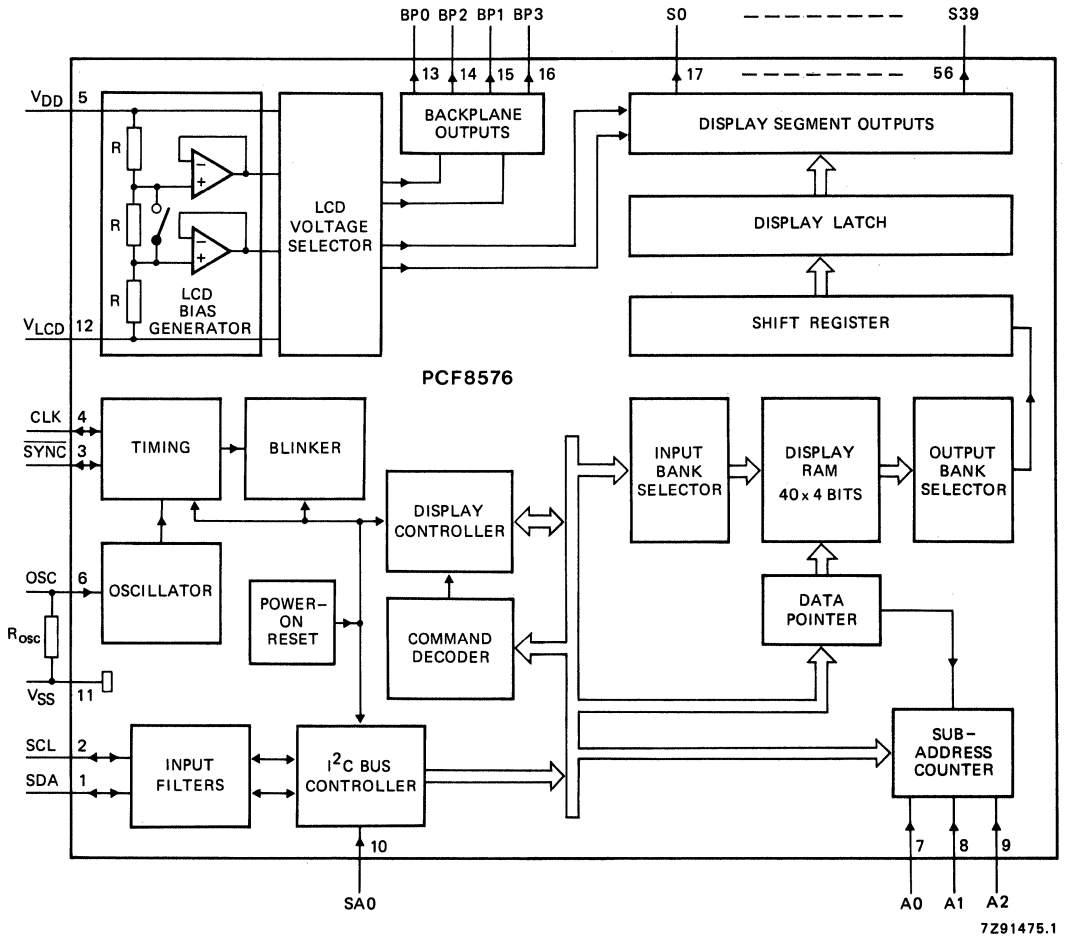 BP0 BP2 BP1 BP3 S0 S39
13 14 15 16 17 56
VDD 5
BACKPLANE
OUTPUTS
DISPLAY SEGMENT OUTPUTS
R
−
+
R
−
+
R
LCD
BIAS
GENERATOR
LCD
VOLTAGE
SELECTOR
DISPLAY LATCH
VLCD 12
SHIFT REGISTER
PCF8576
CLK 4
SYNC 3
TIMING
BLINKER
DISPLAY
CONTROLLER
INPUT
BANK
SELECTOR
DISPLAY
RAM
40 x 4 BITS
OUTPUT
BANK
SELECTOR
OSC 6
OSCILLATOR
Rosc
VSS 11
POWER–
ON
RESET
COMMAND
DECODER
DATA
POINTER
SCL 2
SDA 1
INPUT
FILTERS
I²C BUS
CONTROLLER
SUB–
ADDRESS
COUNTER
10
7 8 9
SA0
A0 A1 A2
7Z91475.1